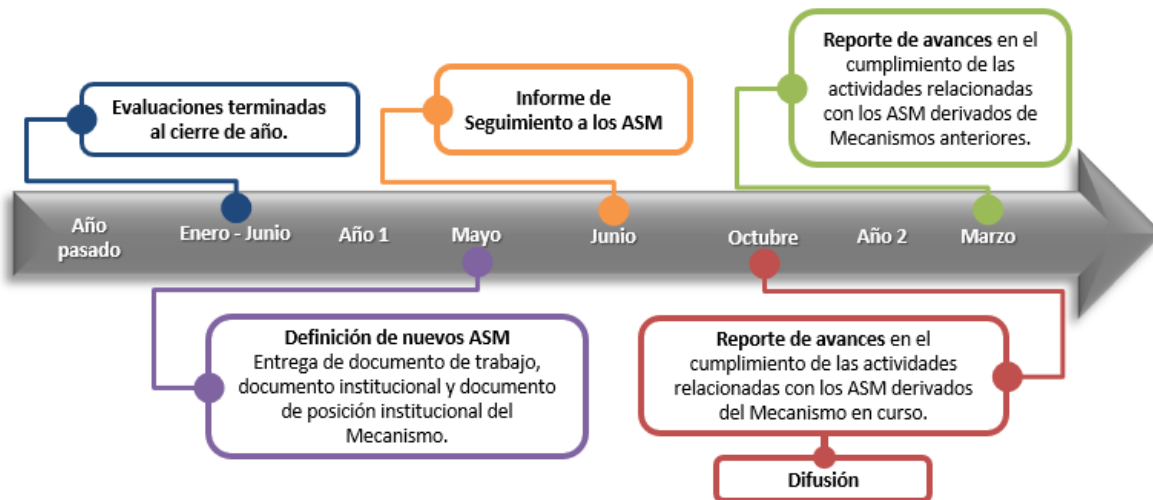 Evaluaciones terminadas
al cierre de año.
Informe de
Seguimiento a los ASM
Reporte de avances en el
cumplimiento de las
actividades relacionadas
con los ASM derivados de
Mecanismos anteriores.
Año
pasado
Enero - Junio
Año 1
Mayo
Junio
Octubre
Año 2
Marzo
Definición de nuevos ASM
Entrega de documento de trabajo,
documento institucional y documento
de posición institucional del
Mecanismo.
Reporte de avances en el
cumplimiento de las actividades
relacionadas con los ASM derivados
del Mecanismo en curso.
Difusión